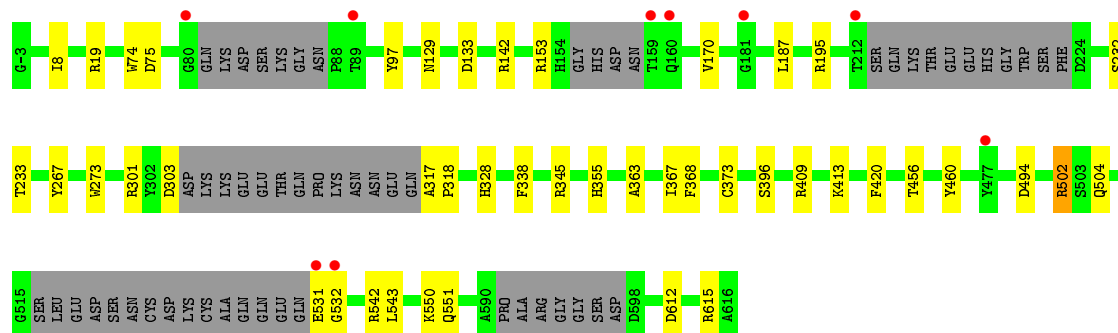 G-3 I8 R19 W74 D75 G80 GLN LYS ASP SER LYS GLY ASN P88 T89 Y97 N129 D133 R142 R153 H154 GLY HIS ASP ASN T159 Q160 V170 G181 L187 R195 T212 SER GLN LYS THR GLU GLU HIS GLY TRP SER PHE D224 S232
T233 Y267 W273 R301 Y302 D303 ASP LYS LYS GLU GLU THR GLN PRO LYS ASN ASN GLU GLN A317 P318 H328 F338 R345 H355 A363 I367 F368 C373 S396 R409 K413 F420 T456 Y460 Y477 D494 R502 S503 Q504
G515 SER LEU GLU ASP SER ASN CYS ASP LYS CYS ALA GLN GLN GLU GLN E531 G532 R542 L543 K550 Q551 A590 PRO ALA ARG GLY GLY SER ASP D598 D612 R615 A616